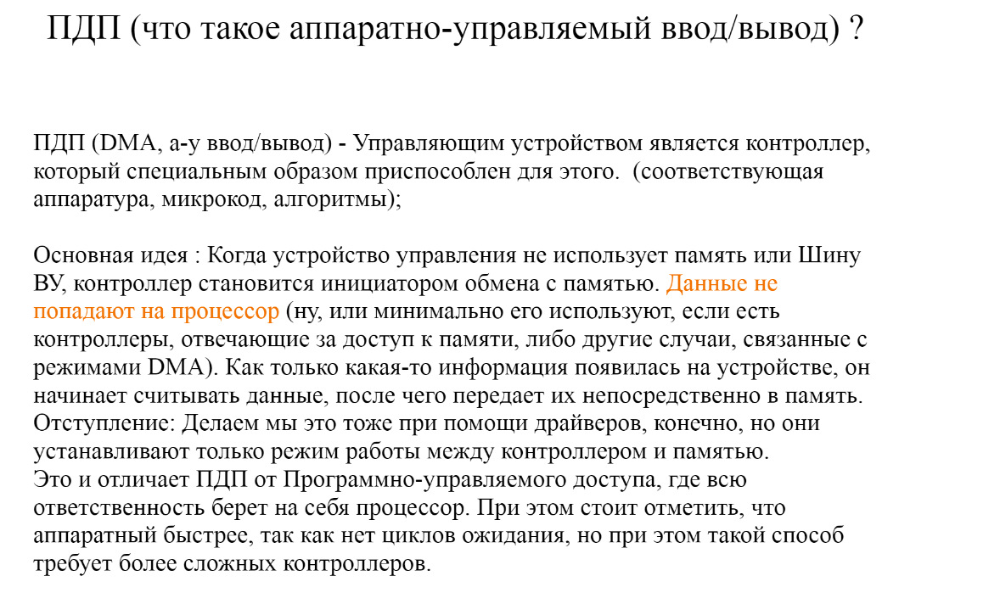 ПДП (что такое аппаратно-управляемый ввод/вывод) ?
ПДП (DMA, а-у ввод/вывод) - Управляющим устройством является контроллер,
который специальным образом приспособлен для этого.  (соответствующая
аппаратура, микрокод, алгоритмы);
Основная идея : Когда устройство управления не использует память или Шину
ВУ, контроллер становится инициатором обмена с памятью. Данные не
попадают на процессор (ну, или минимально его используют, если есть
контроллеры, отвечающие за доступ к памяти, либо другие случаи, связанные с
режимами DMA). Как только какая-то информация появилась на устройстве, он
начинает считывать данные, после чего передает их непосредственно в память.
Отступление: Делаем мы это тоже при помощи драйверов, конечно, но они
устанавливают только режим работы между контроллером и памятью.
Это и отличает ПДП от Программно-управляемого доступа, где всю
ответственность берет на себя процессор. При этом стоит отметить, что
аппаратный быстрее, так как нет циклов ожидания, но при этом такой способ
требует более сложных контроллеров.